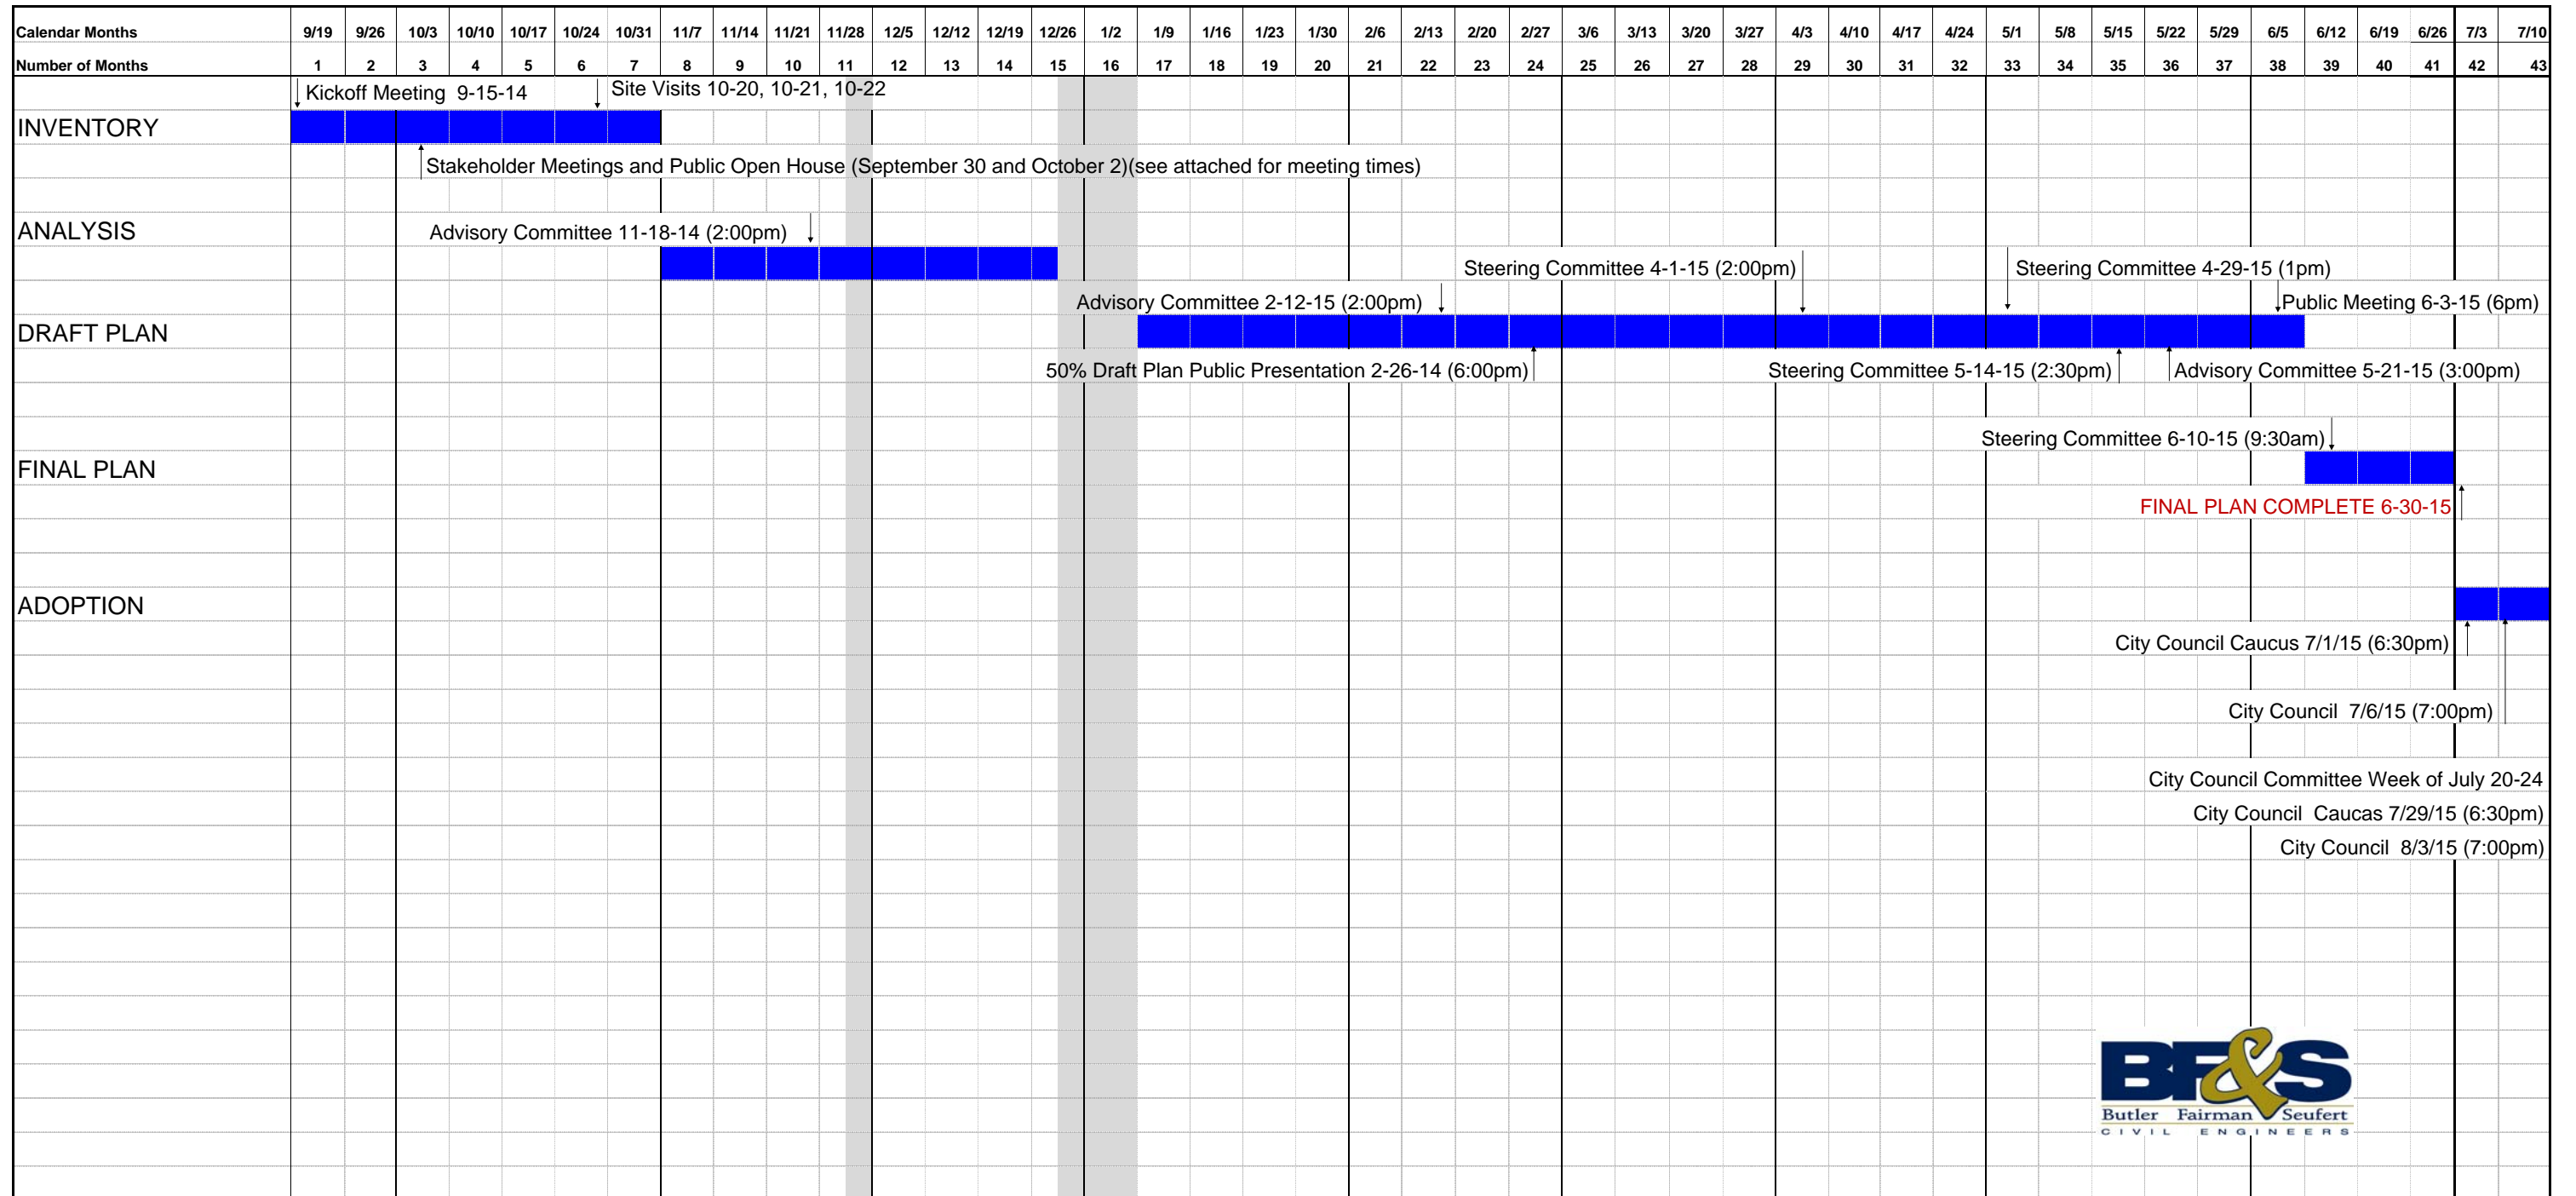 Calendar Months 9/19 9/26 10/3 10/10 10/17 10/24 10/31 11/7 11/14 11/21 11/28 12/5 12/12 12/19 12/26 1/2 1/9 1/16 1/23 1/30 2/6 2/13 2/20 2/27 3/6 3/13 3/20 3/27 4/3 4/10 4/17 4/24 5/1 5/8 5/15 5/22 5/29 6/5 6/12 6/19 6/26 7/3 7/10
Number of Months 1 2 3 4 5 6 7 8 9 10 11 12 13 14 15 16 17 18 19 20 21 22 23 24 25 26 27 28 29 30 31 32 33 34 35 36 37 38 39 40 41 42 43
Kickoff Meeting 9-15-14 Site Visits 10-20, 10-21, 10-22
INVENTORY
Stakeholder Meetings and Public Open House (September 30 and October 2)(see attached for meeting times)
ANALYSIS Advisory Committee 11-18-14 (2:00pm)
Steering Committee 4-1-15 (2:00pm) Steering Committee 4-29-15 (1pm)
Advisory Committee 2-12-15 (2:00pm) Public Meeting 6-3-15 (6pm)
DRAFT PLAN
50% Draft Plan Public Presentation 2-26-14 (6:00pm) Steering Committee 5-14-15 (2:30pm) Advisory Committee 5-21-15 (3:00pm)
Steering Committee 6-10-15 (9:30am)
FINAL PLAN
FINAL PLAN COMPLETE 6-30-15
ADOPTION
City Council Caucus 7/1/15 (6:30pm)
City Council 7/6/15 (7:00pm)
City Council Committee Week of July 20-24
City Council Caucas 7/29/15 (6:30pm)
City Council 8/3/15 (7:00pm)
BF&S
Butler Fairman Seufert
CIVIL ENGINEERS